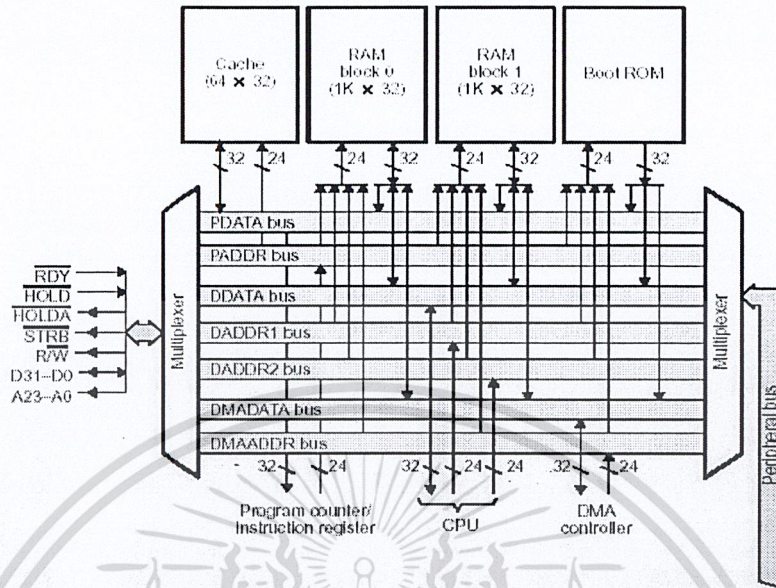 Cache
(64 × 32)
RAM
block 0
(1K × 32)
RAM
block 1
(1K × 32)
Boot ROM
32
24
24
32
24
32
24
32
PDATA bus
PADDR bus
DDATA bus
DADDR1 bus
DADDR2 bus
DMADATA bus
DMAADDR bus
Multiplexer
Multiplexer
Peripheral bus
RDY
HOLD
HOLDA
STRB
R/W
D31–D0
A23–A0
32
24
32
24
24
32
24
Program counter/
Instruction register
CPU
DMA
controller